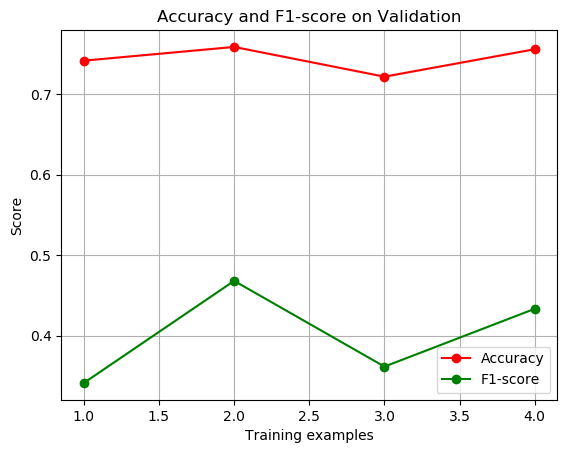 Accuracy and F1-score on Validation
Score
0.7
0.6
0.5
0.4
Accuracy
F1-score
1.0 1.5 2.0 2.5 3.0 3.5 4.0
Training examples